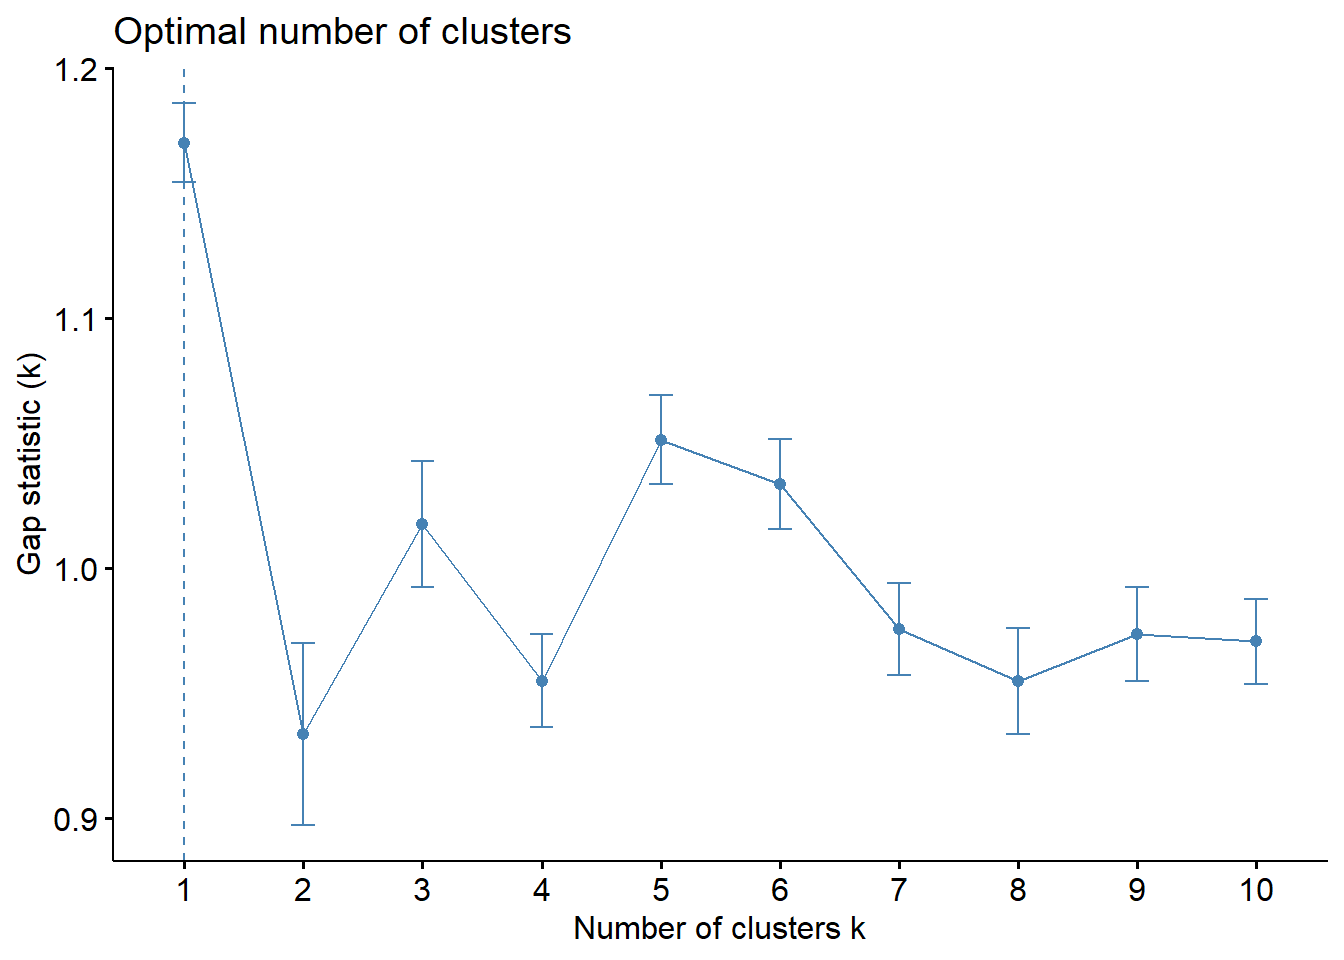 Optimal number of clusters
1.2
1.1
1.0
0.9
Gap statistic (k)
1 2 3 4 5 6 7 8 9 10
Number of clusters k